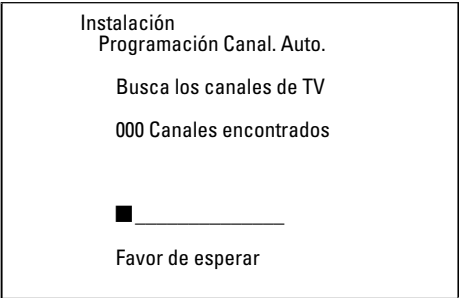 Instalación
Programación Canal. Auto.
Busca los canales de TV
000 Canales encontrados
Favor de esperar